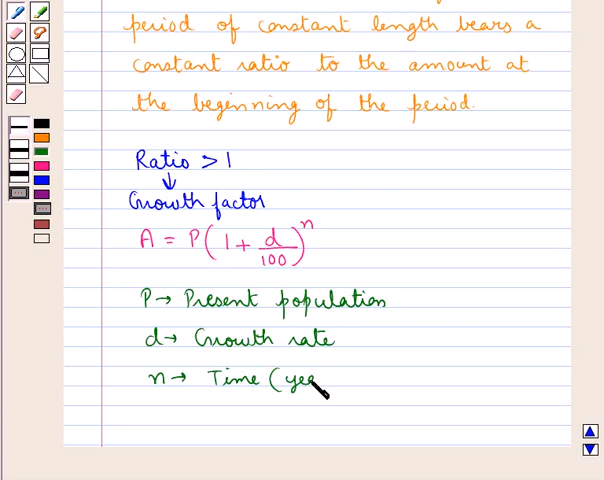 period of constant length bears a
constant ratio to the amount at
the beginning of the period.
Ratio > 1
↓
Growth factor
A = P(1 + d/100)^n
P → Present population
d → Growth rate
n → Time (yea